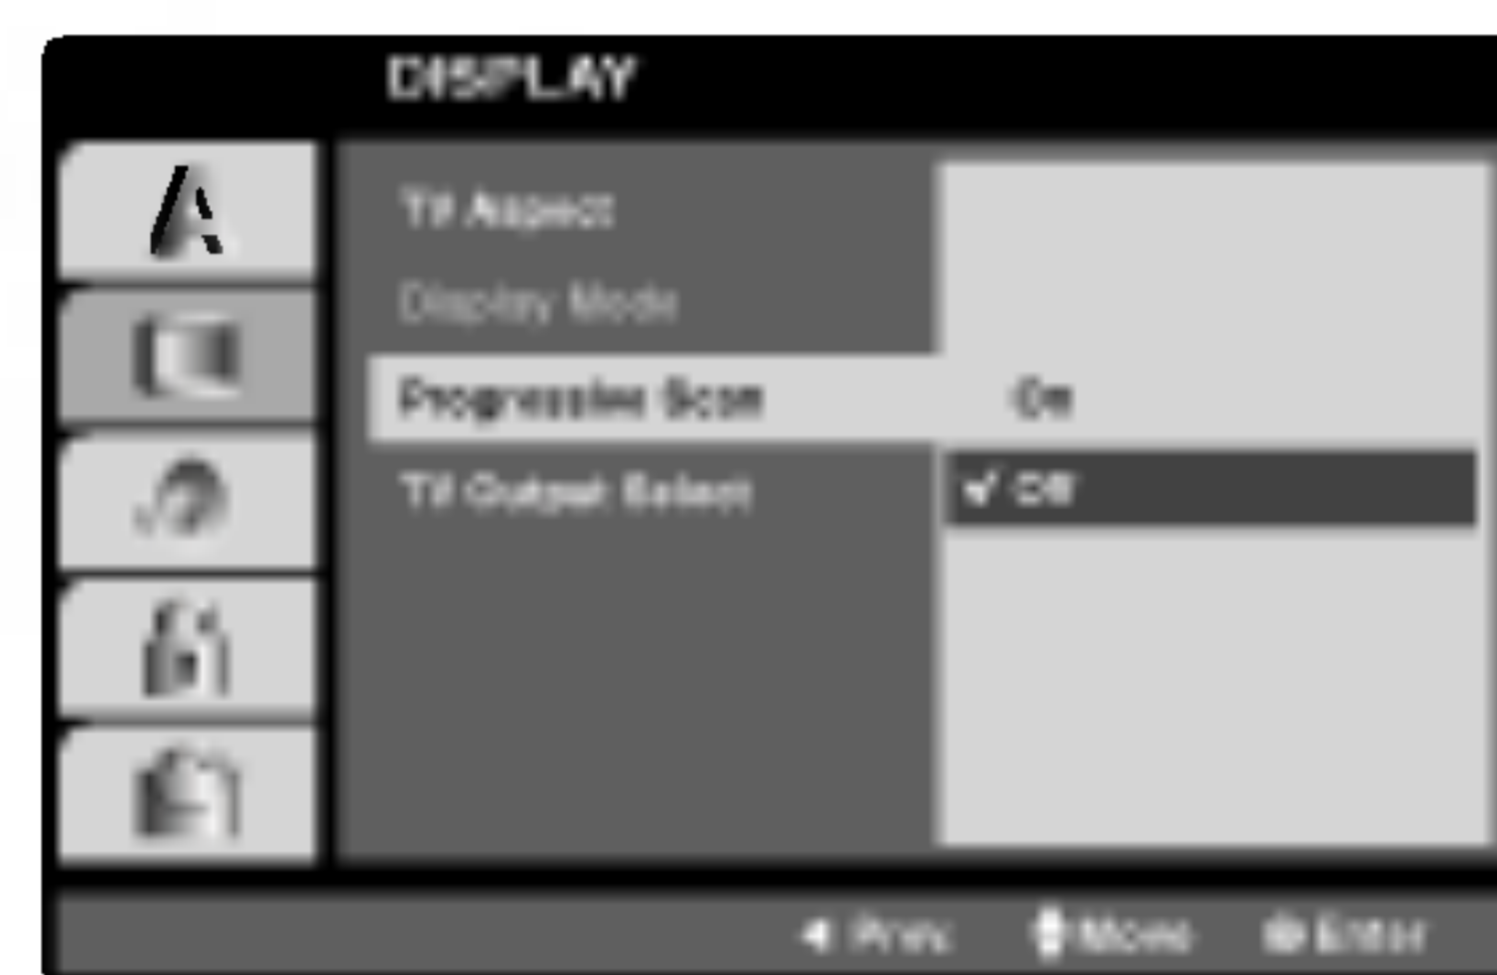 DISPLAY
A
TV Aspect
Display Mode
Progressive Scan
On
TV Output Select
✓ Off
Prev. Move Enter